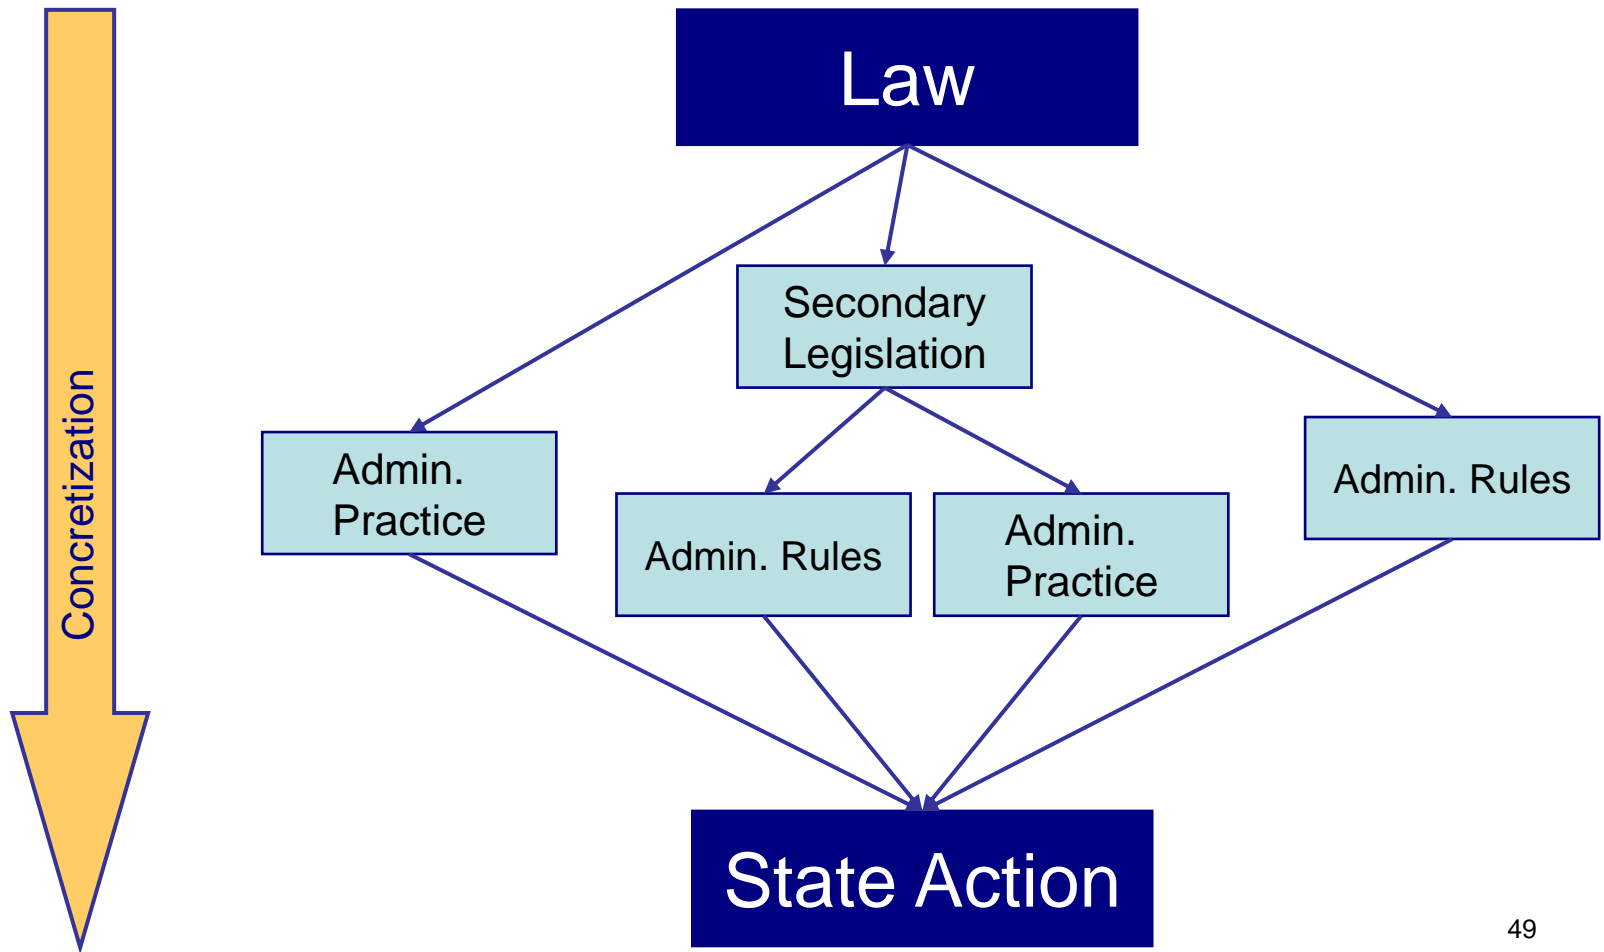 Law
Secondary
Legislation
Concretization
Admin.
Practice
Admin. Rules
Admin.
Practice
Admin. Rules
State Action
49